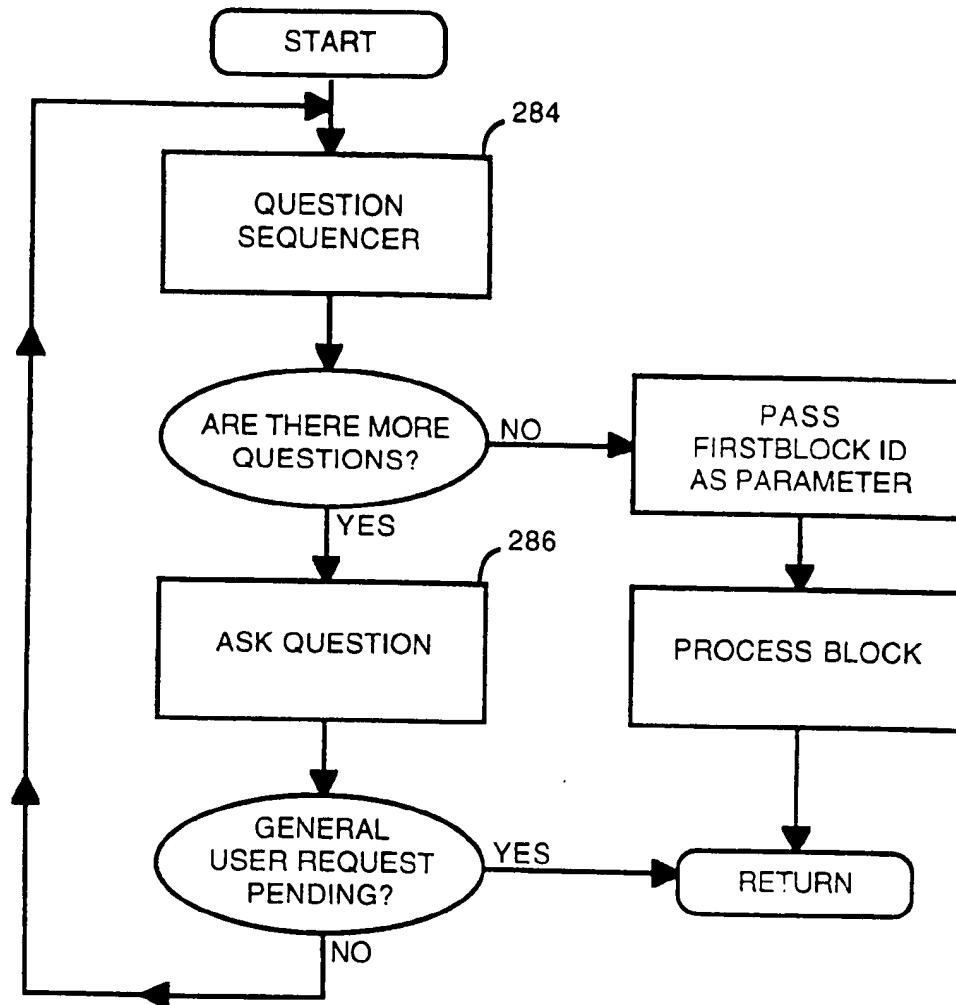 START
284
QUESTION
SEQUENCER
ARE THERE MORE
QUESTIONS?
NO
PASS
FIRSTBLOCK ID
AS PARAMETER
YES
286
ASK QUESTION
PROCESS BLOCK
GENERAL
USER REQUEST
PENDING?
YES
RETURN
NO